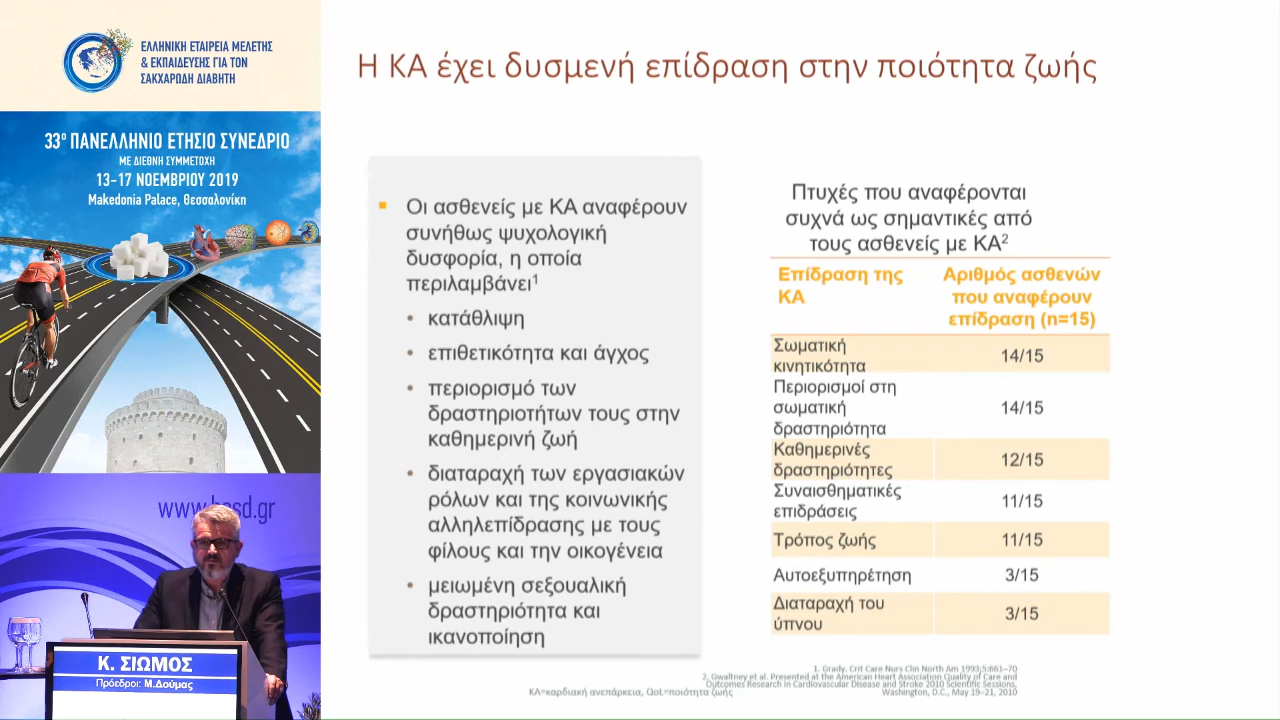 ΕΛΛΗΝΙΚΗ ΕΤΑΙΡΕΙΑ ΜΕΛΕΤΗΣ
& ΕΚΠΑΙΔΕΥΣΗΣ ΓΙΑ ΤΟΝ
ΣΑΚΧΑΡΩΔΗ ΔΙΑΒΗΤΗ
33ο ΠΑΝΕΛΛΗΝΙΟ ΕΤΗΣΙΟ ΣΥΝΕΔΡΙΟ
ΜΕ ΔΙΕΘΝΗ ΣΥΜΜΕΤΟΧΗ
13-17 ΝΟΕΜΒΡΙΟΥ 2019
Makedonia Palace, Θεσσαλονίκη
Κ. ΣΙΩΜΟΣ
Πρόεδροι: Μ.Δούμας
Η ΚΑ έχει δυσμενή επίδραση στην ποιότητα ζωής
Οι ασθενείς με ΚΑ αναφέρουν
συνήθως ψυχολογική
δυσφορία, η οποία
περιλαμβάνει¹
• κατάθλιψη
• επιθετικότητα και άγχος
• περιορισμό των
δραστηριοτήτων τους στην
καθημερινή ζωή
• διαταραχή των εργασιακών
ρόλων και της κοινωνικής
αλληλεπίδρασης με τους
φίλους και την οικογένεια
• μειωμένη σεξουαλική
δραστηριότητα και
ικανοποίηση
Πτυχές που αναφέρονται
συχνά ως σημαντικές από
τους ασθενείς με ΚΑ²
Επίδραση της
ΚΑ
Αριθμός ασθενών
που αναφέρουν
επίδραση (n=15)
Σωματική
κινητικότητα
14/15
Περιορισμοί στη
σωματική
δραστηριότητα
14/15
Καθημερινές
δραστηριότητες
12/15
Συναισθηματικές
επιδράσεις
11/15
Τρόπος ζωής
11/15
Αυτοεξυπηρέτηση
3/15
Διαταραχή του
ύπνου
3/15
1. Grady. Crit Care Nurs Clin North Am 1993;5:661–70
2. Gwaltney et al. Presented at the American Heart Association Quality of Care and
Outcomes Research in Cardiovascular Disease and Stroke 2010 Scientific Sessions,
Washington, D.C., May 19–21, 2010
ΚΑ=καρδιακή ανεπάρκεια, QoL=ποιότητα ζωής